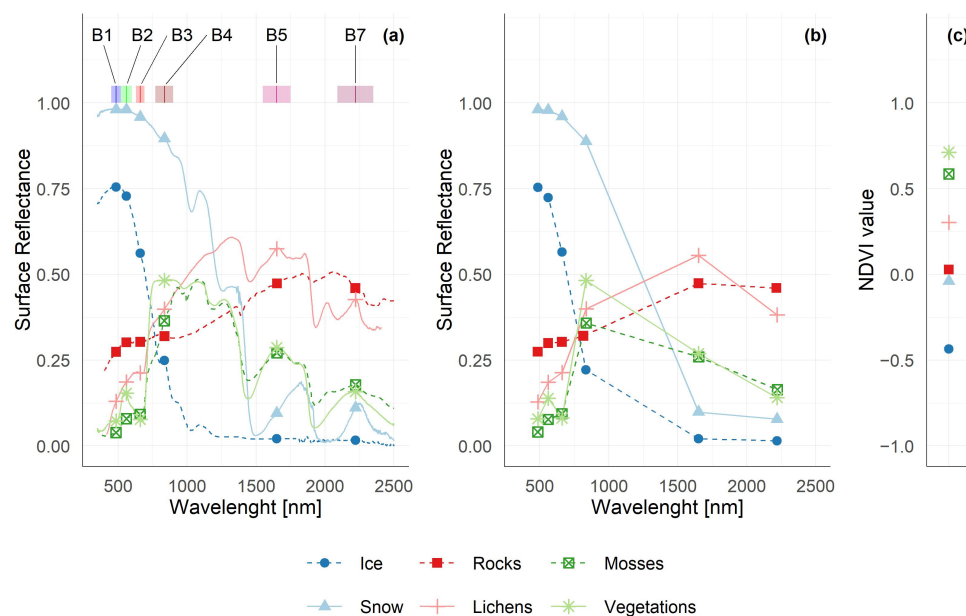 B1 B2 B3 B4 B5 B7 (a) (b) (c)
Surface Reflectance
1.00
0.75
0.50
0.25
0.00
500 1000 1500 2000 2500
Wavelenght [nm]
Surface Reflectance
1.00
0.75
0.50
0.25
0.00
500 1000 1500 2000 2500
Wavelenght [nm]
NDVI value
1.0
0.5
0.0
−0.5
−1.0
Ice Rocks Mosses
Snow Lichens Vegetations